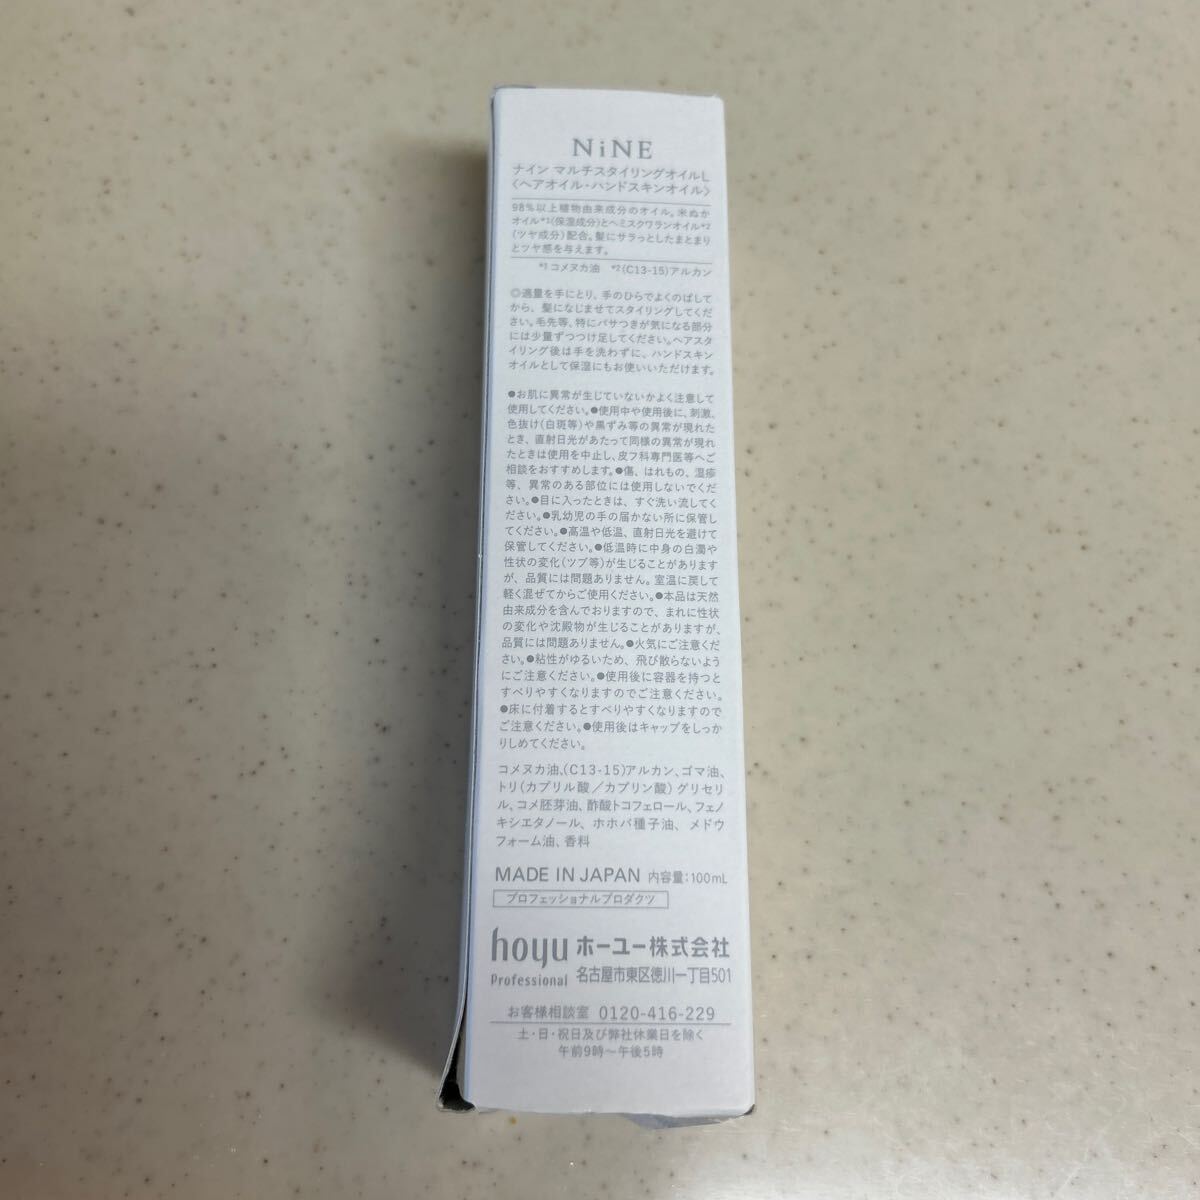 NiNE
ナイン マルチスタイリングオイルL
〈ヘアオイル・ハンドスキンオイル〉
98%以上植物由来成分のオイル。米ぬか
オイル*1(保湿成分)とヘミスクワランオイル*2
(ツヤ成分)配合。髪にサラっとしたまとまり
とツヤ感を与えます。
*1 コメヌカ油 *2 (C13-15)アルカン
◎適量を手にとり、手のひらでよくのばして
から、髪になじませてスタイリングしてくだ
さい。毛先等、特にパサつきが気になる部分
には少量ずつつけ足してください。ヘアスタ
イリング後は手を洗わずに、ハンドスキン
オイルとして保湿にもお使いいただけます。
●お肌に異常が生じていないかよく注意して
使用してください。●使用中や使用後に、刺激、
色抜け(白斑等)や黒ずみ等の異常が現れた
とき、直射日光があたって同様の異常が現れ
たときは使用を中止し、皮フ科専門医等へご
相談をおすすめします。●傷、はれもの、湿疹
等、異常のある部位には使用しないでくだ
さい。●目に入ったときは、すぐ洗い流してく
ださい。●乳幼児の手の届かない所に保管し
てください。●高温や低温、直射日光を避けて
保管してください。●低温時に中身の白濁や
性状の変化(ツブ等)が生じることがあります
が、品質には問題ありません。室温に戻して
軽く混ぜてからご使用ください。●本品は天然
由来成分を含んでおりますので、まれに性状
の変化や沈殿物が生じることがありますが、
品質には問題ありません。●火気にご注意くだ
さい。●粘性がゆるいため、飛び散らないよう
にご注意ください。●使用後に容器を持つと
すべりやすくなりますのでご注意ください。
●床に付着するとすべりやすくなりますので
ご注意ください。●使用後はキャップをしっか
りしめてください。
コメヌカ油、(C13-15)アルカン、ゴマ油、
トリ(カプリル酸/カプリン酸)グリセリ
ル、コメ胚芽油、酢酸トコフェロール、フェノ
キシエタノール、ホホバ種子油、メドウ
フォーム油、香料
MADE IN JAPAN 内容量:100mL
プロフェッショナルプロダクツ
hoyu ホーユー株式会社
Professional 名古屋市東区徳川一丁目501
お客様相談室 0120-416-229
土・日・祝日及び弊社休業日を除く
午前9時〜午後5時